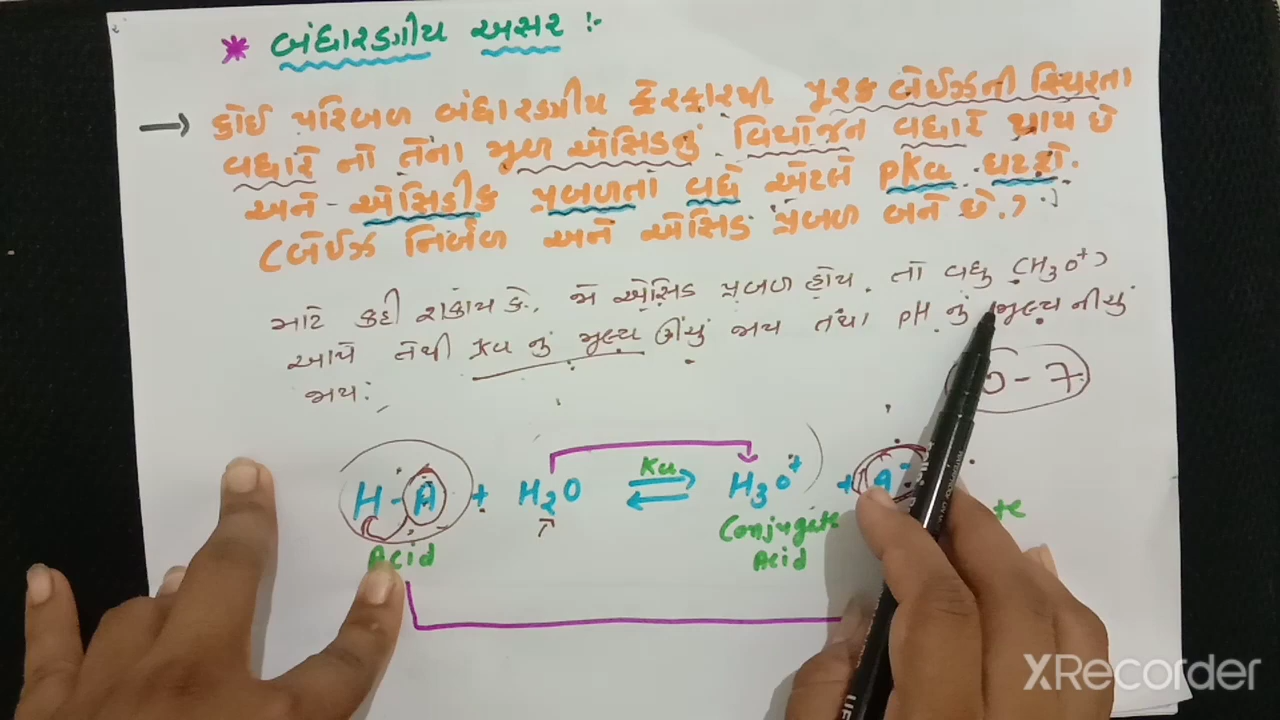 * બંધારણીય અસર :-
→ કોઈ પરિબળ બંધારણીય ફેરફારથી પૂરક બેઈઝની સ્થિરતા
વધારે તો તેના મૂળ એસિડનું વિયોજન વધારે થાય છે
અને એસિડીક પ્રબળતા વધે એટલે pKa ઘટશે.
(બેઈઝ નિર્બળ અને એસિડ પ્રબળ બને છે.)
માટે કહી શકાય કે, જો એસિડ પ્રબળ હોય તો વધુ (H3O+)
આપે તેથી Ka નું મૂલ્ય ઊંચું જાય તથા pH નું મૂલ્ય નીચું
જાય.
0 - 7
Ka
H-A + H2O ⇌ H3O+ +
Acid Conjugate
Acid
XRecorder